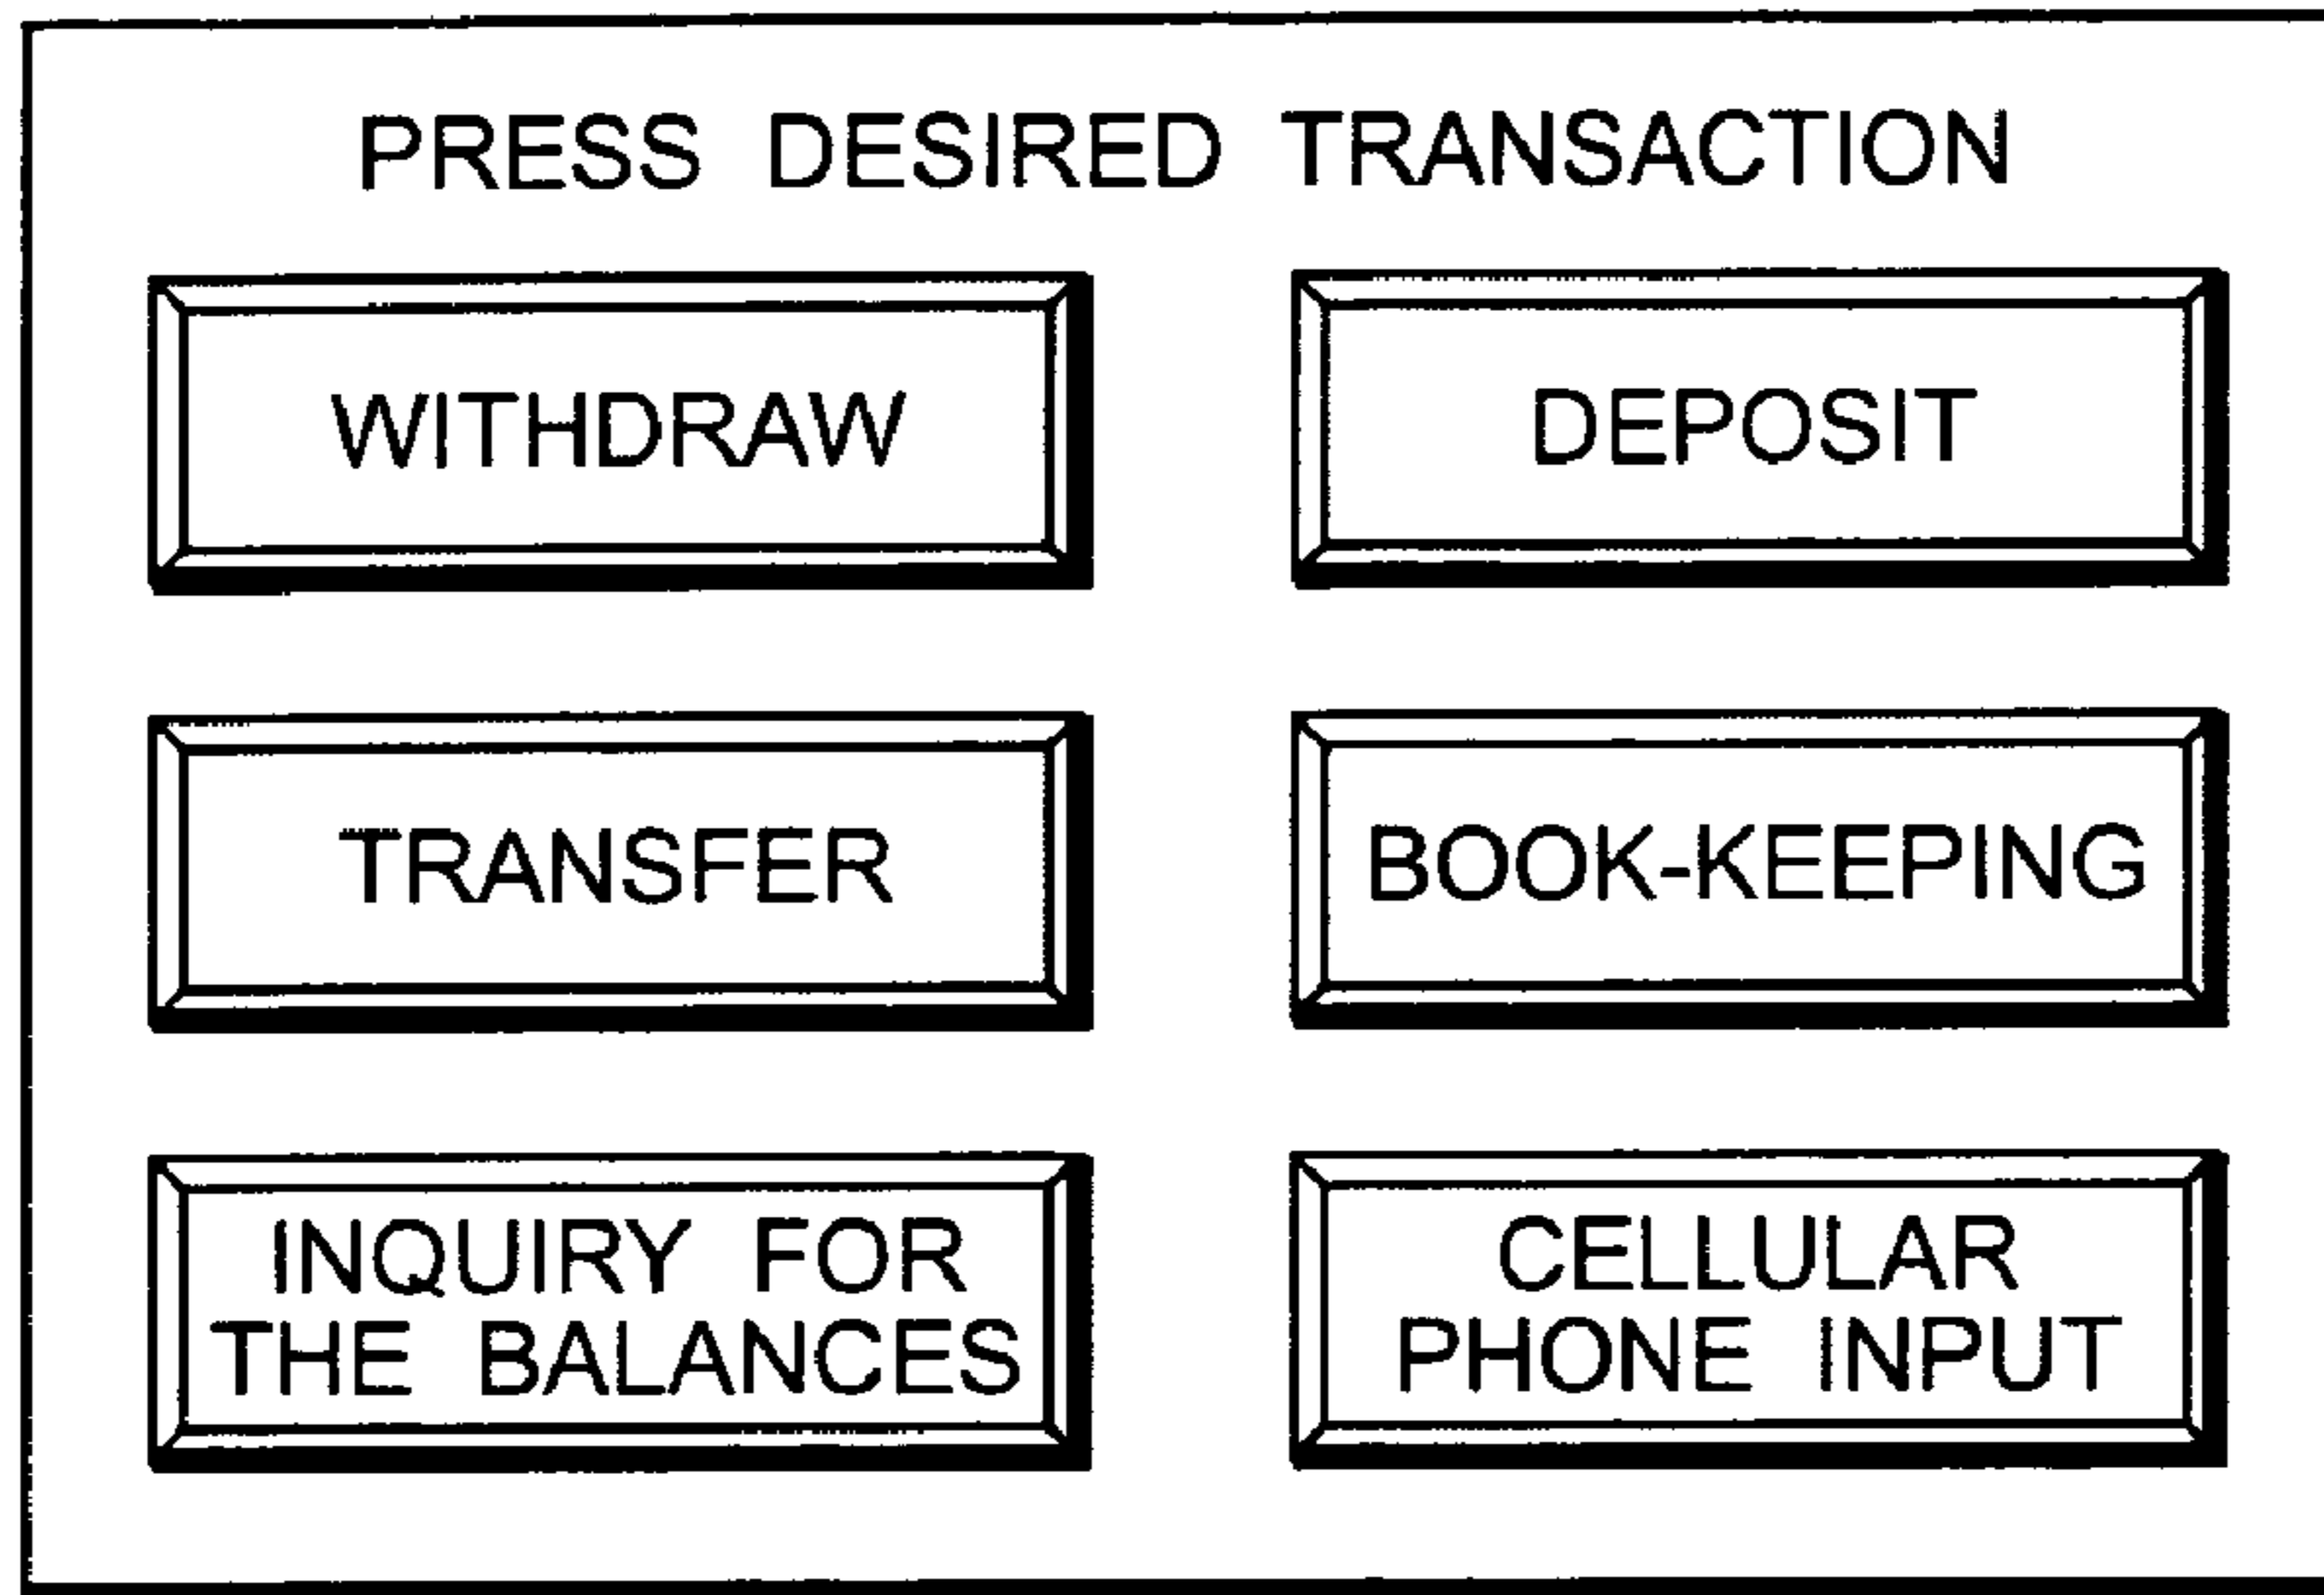 PRESS DESIRED TRANSACTION
WITHDRAW
DEPOSIT
TRANSFER
BOOK-KEEPING
INQUIRY FOR
THE BALANCES
CELLULAR
PHONE INPUT